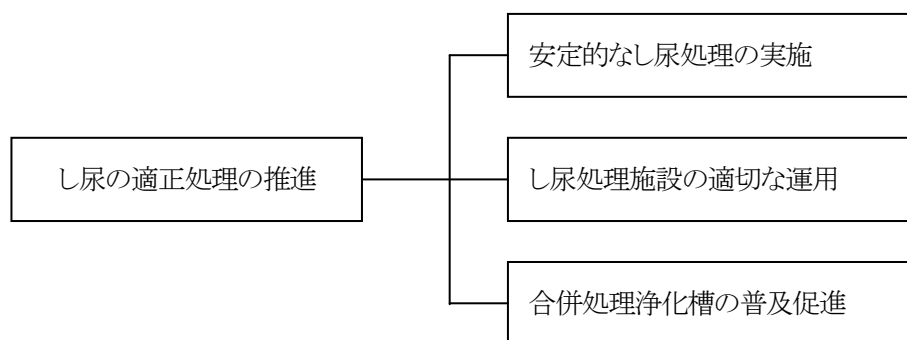 安定的なし尿処理の実施
し尿の適正処理の推進
し尿処理施設の適切な運用
合併処理浄化槽の普及促進